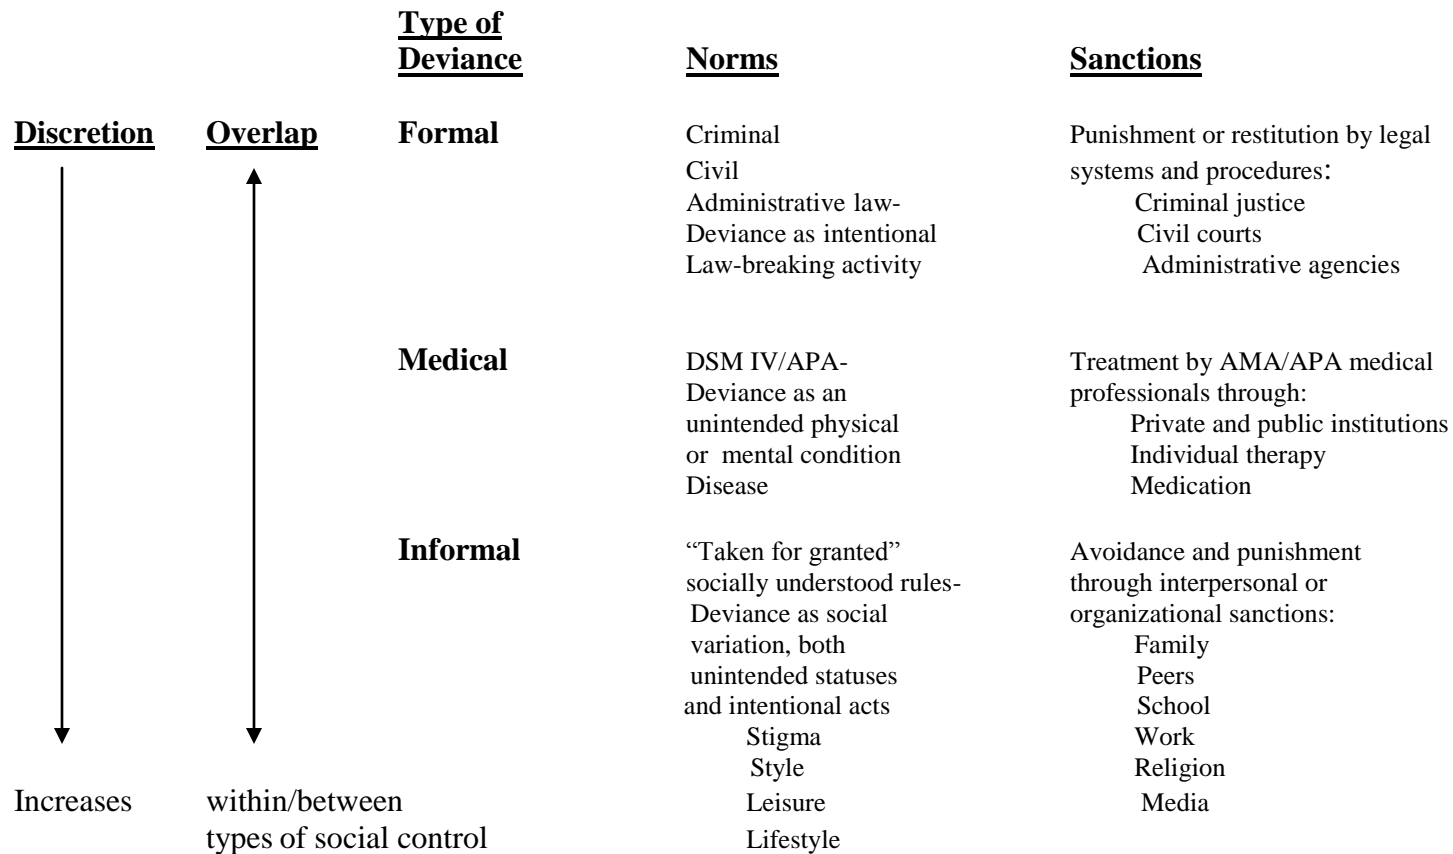 Type of
Deviance Norms Sanctions
Discretion Overlap Formal Criminal Punishment or restitution by legal
Civil systems and procedures:
Administrative law- Criminal justice
Deviance as intentional Civil courts
Law-breaking activity Administrative agencies
Medical DSM IV/APA- Treatment by AMA/APA medical
Deviance as an professionals through:
unintended physical Private and public institutions
or mental condition Individual therapy
Disease Medication
Informal “Taken for granted” Avoidance and punishment
socially understood rules- through interpersonal or
Deviance as social organizational sanctions:
variation, both Family
unintended statuses Peers
and intentional acts School
Stigma Work
Style Religion
Increases within/between Leisure Media
types of social control Lifestyle